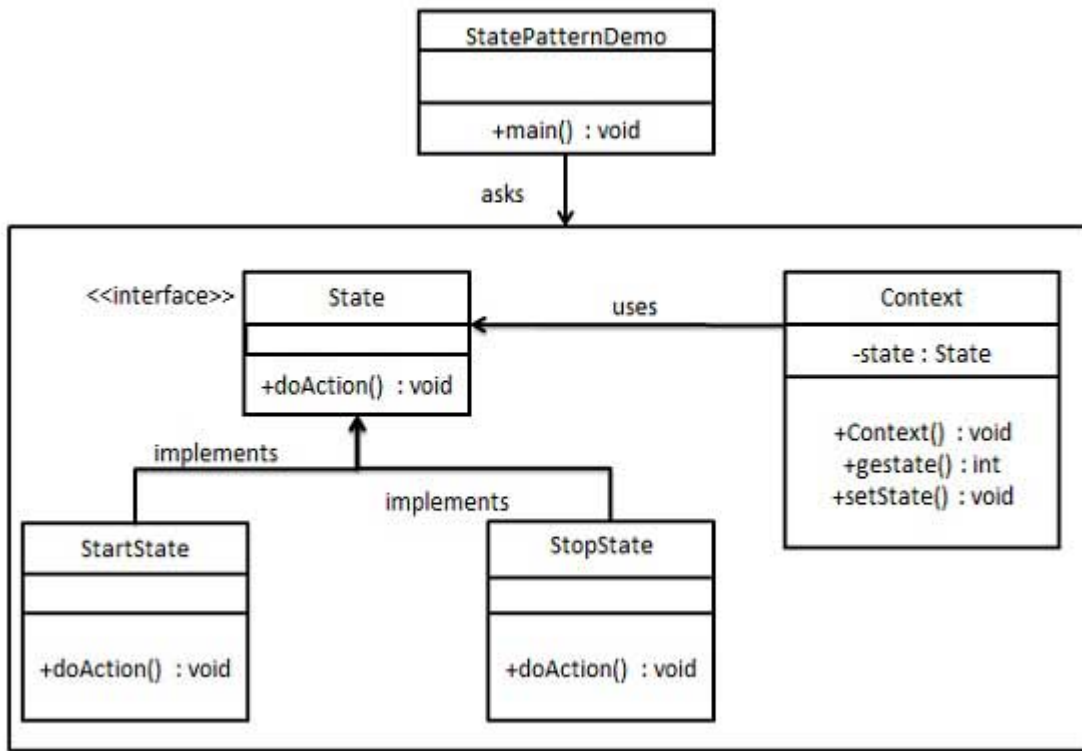 StatePatternDemo
+main() : void
asks
<<interface>>
State
+doAction() : void
uses
Context
-state : State
+Context() : void
+gestate() : int
+setState() : void
implements
implements
StartState
+doAction() : void
StopState
+doAction() : void